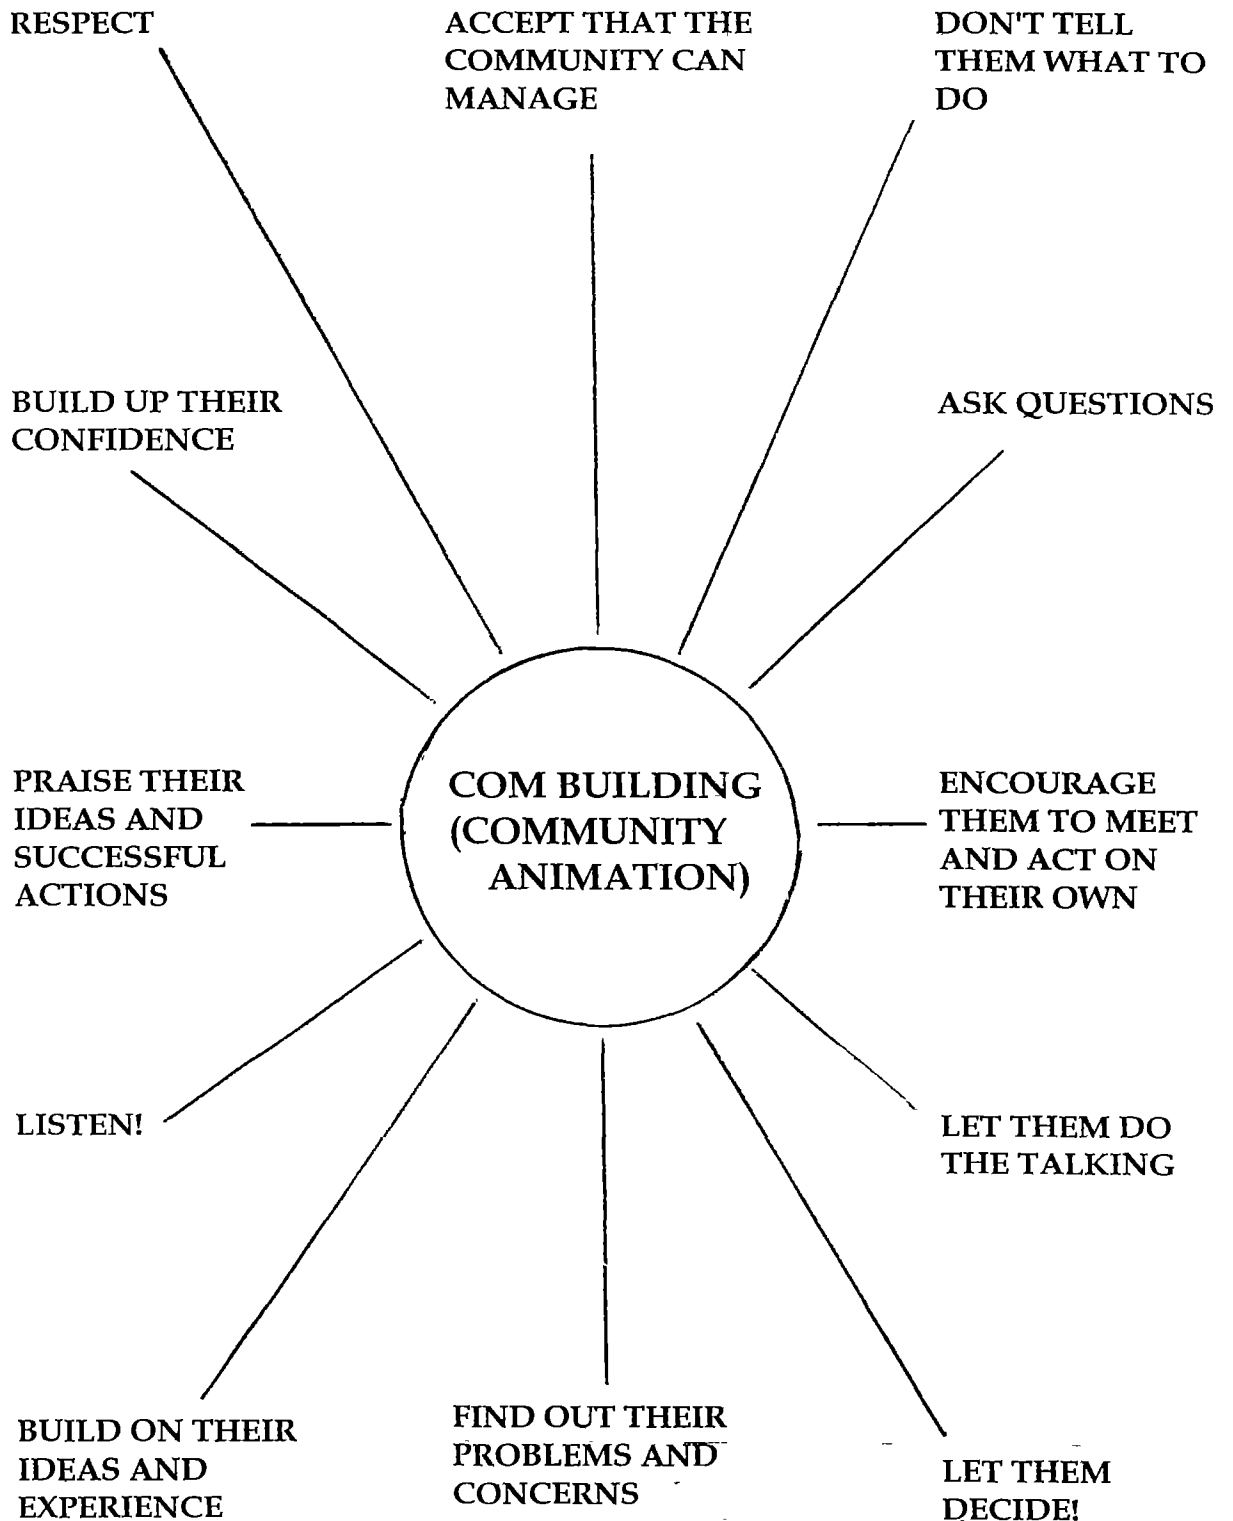 RESPECT
ACCEPT THAT THE
COMMUNITY CAN
MANAGE
DON'T TELL
THEM WHAT TO
DO
BUILD UP THEIR
CONFIDENCE
ASK QUESTIONS
PRAISE THEIR
IDEAS AND
SUCCESSFUL
ACTIONS
COM BUILDING
(COMMUNITY
ANIMATION)
ENCOURAGE
THEM TO MEET
AND ACT ON
THEIR OWN
LISTEN!
LET THEM DO
THE TALKING
BUILD ON THEIR
IDEAS AND
EXPERIENCE
FIND OUT THEIR
PROBLEMS AND
CONCERNS
LET THEM
DECIDE!